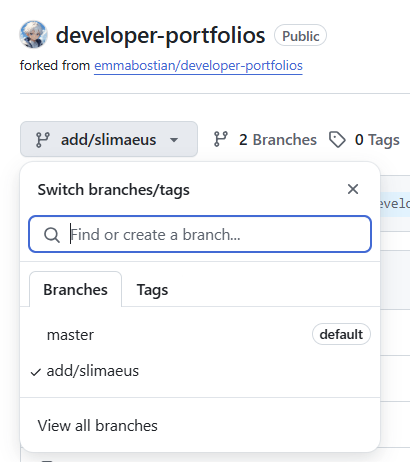 developer-portfolios Public
forked from emmabostian/developer-portfolios
add/slimaeus 2 Branches 0 Tags
Switch branches/tags
Find or create a branch...
Branches Tags
master default
add/slimaeus
View all branches